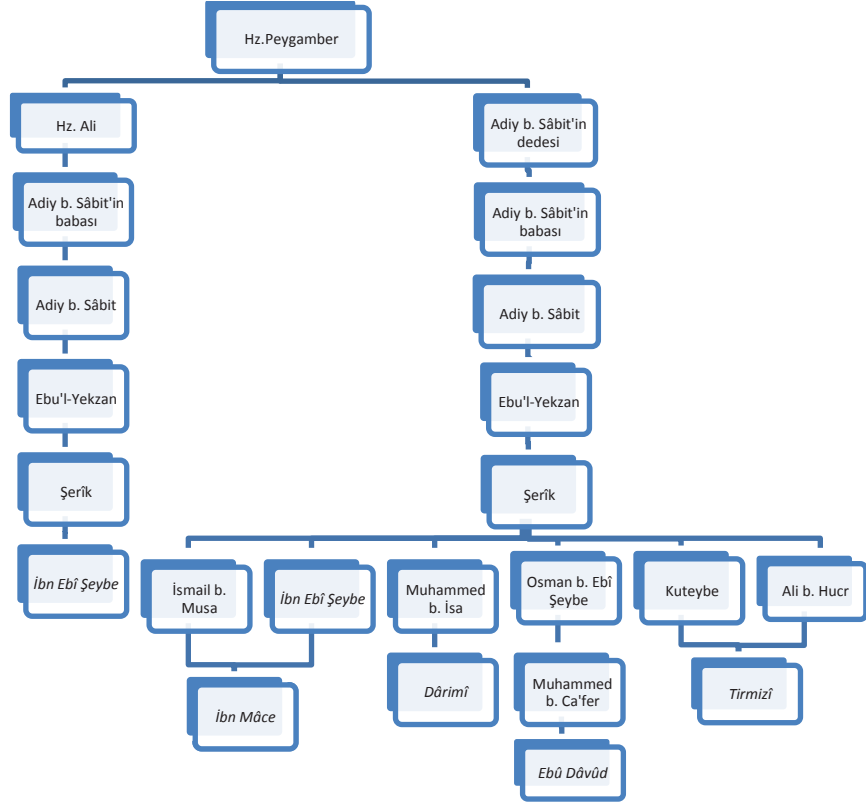 Hz.Peygamber
Hz. Ali
Adiy b. Sâbit'in
dedesi
Adiy b. Sâbit'in
babası
Adiy b. Sâbit'in
babası
Adiy b. Sâbit
Adiy b. Sâbit
Ebu'l-Yekzan
Ebu'l-Yekzan
Şerîk
Şerîk
İbn Ebî Şeybe
İsmail b.
Musa
İbn Ebî Şeybe
Muhammed
b. İsa
Osman b. Ebî
Şeybe
Kuteybe
Ali b. Hucr
İbn Mâce
Dârimî
Muhammed
b. Ca'fer
Tirmizî
Ebû Dâvûd